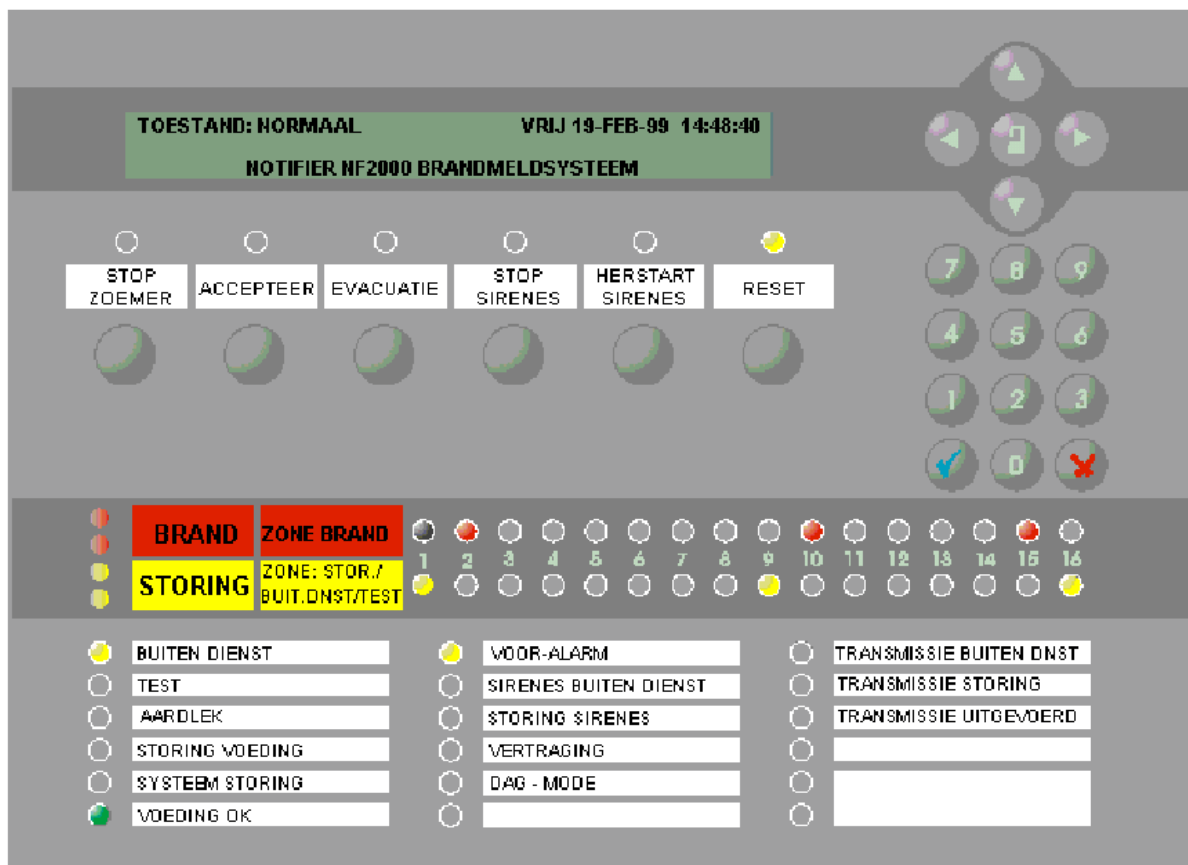 TOESTAND: NORMAAL VRIJ 19-FEB-99 14:48:40
NOTIFIER NF2000 BRANDMELDSYSTEEM
STOP ZOEMER
ACCEPTEER
EVACUATIE
STOP SIRENES
HERSTART SIRENES
RESET
7 8 9
4 5 6
1 2 3
0
BRAND
ZONE BRAND
1 2 3 4 5 6 7 8 9 10 11 12 13 14 15 16
STORING
ZONE: STOR./
BUIT.DNST/TEST
BUITEN DIENST
TEST
AARDLEK
STORING VOEDING
SYSTEEM STORING
VOEDING OK
VOOR-ALARM
SIRENES BUITEN DIENST
STORING SIRENES
VERTRAGING
DAG - MODE
TRANSMISSIE BUITEN DNST
TRANSMISSIE STORING
TRANSMISSIE UITGEVOERD